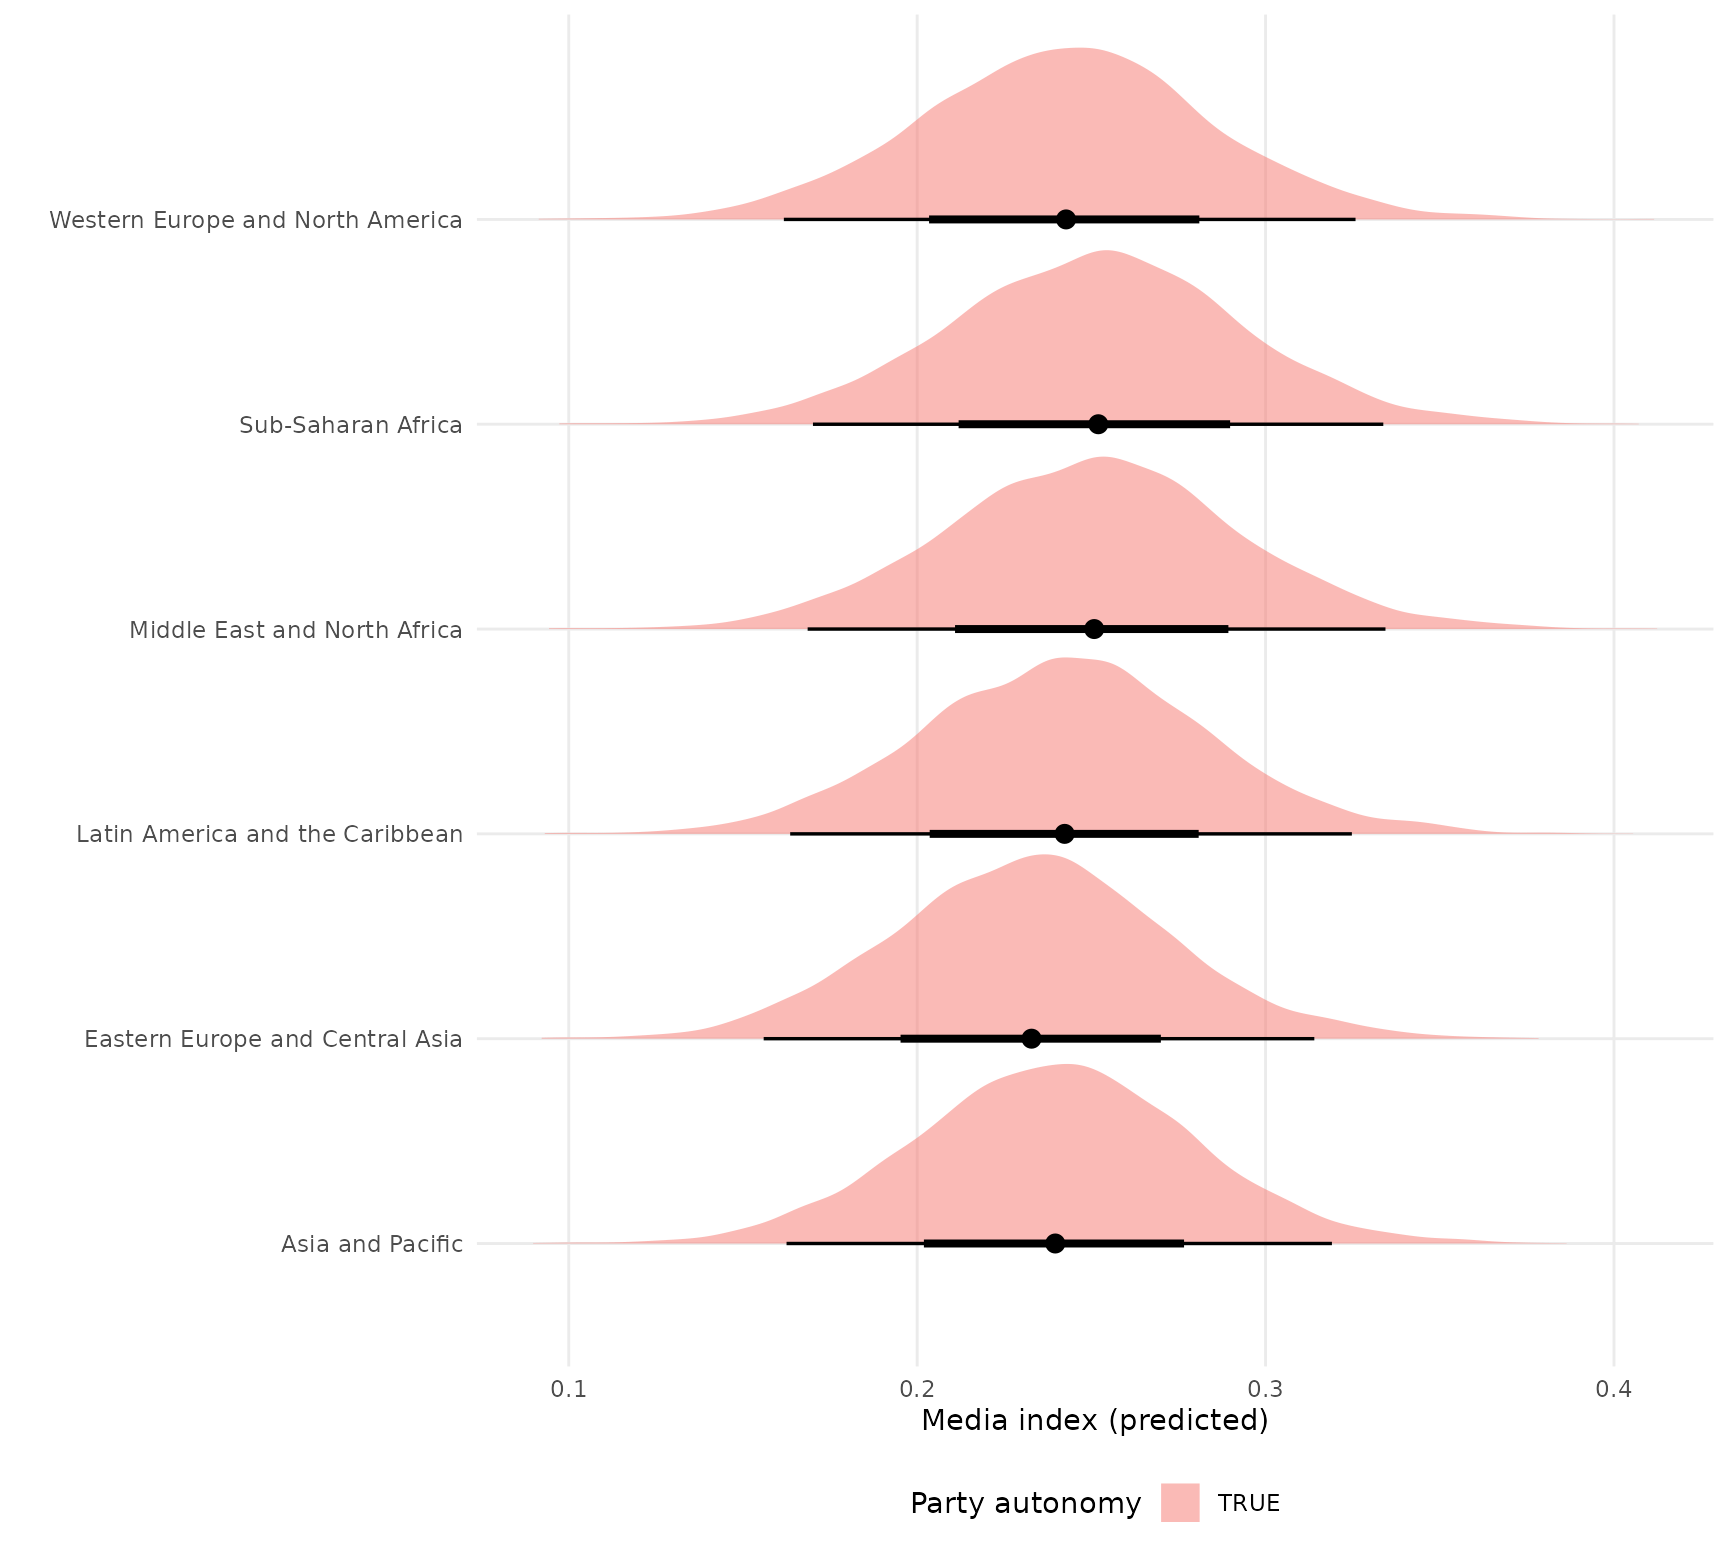 Western Europe and North America
Sub-Saharan Africa
Middle East and North Africa
Latin America and the Caribbean
Eastern Europe and Central Asia
Asia and Pacific
0.1 0.2 0.3 0.4
Media index (predicted)
Party autonomy TRUE